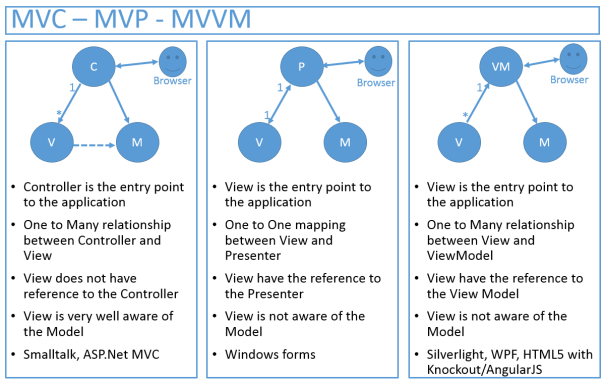 MVC – MVP - MVVM
C
Browser
1
*
V
M
• Controller is the entry point
to the application
• One to Many relationship
between Controller and
View
• View does not have
reference to the Controller
• View is very well aware of
the Model
• Smalltalk, ASP.Net MVC
P
Browser
1
1
V
M
• View is the entry point to
the application
• One to One mapping
between View and
Presenter
• View have the reference to
the Presenter
• View is not aware of the
Model
• Windows forms
VM
Browser
1
*
V
M
• View is the entry point to
the application
• One to Many relationship
between View and
ViewModel
• View have the reference to
the View Model
• View is not aware of the
Model
• Silverlight, WPF, HTML5 with
Knockout/AngularJS